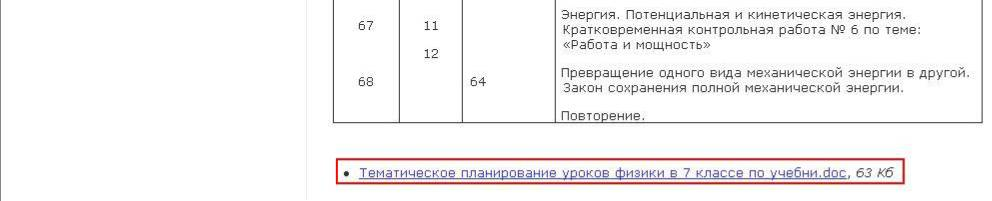 Энергия. Потенциальная и кинетическая энергия.
67 11 Кратковременная контрольная работа № 6 по теме:
«Работа и мощность»
12
Превращение одного вида механической энергии в другой.
68 64 Закон сохранения полной механической энергии.
Повторение.
• Тематическое планирование уроков физики в 7 классе по учебни.doc, 63 Кб